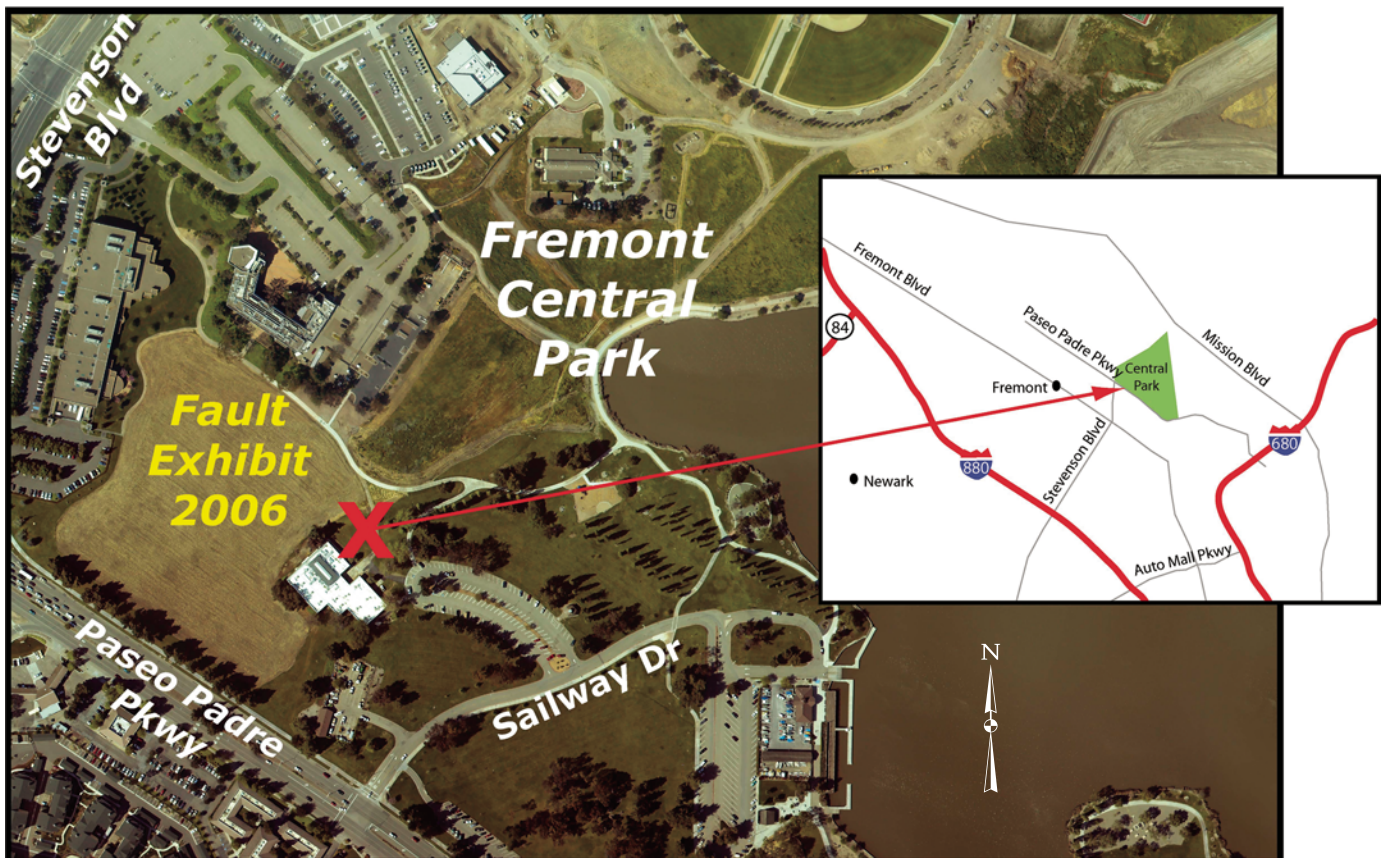 Stevenson
Blvd
Fremont
Central
Park
Fault
Exhibit
2006
X
Paseo Padre
Pkwy
Sailway Dr
N
Fremont Blvd
84
Paseo Padre Pkwy
Mission Blvd
Central
Park
Fremont
680
Stevenson Blvd
880
Newark
Auto Mall Pkwy